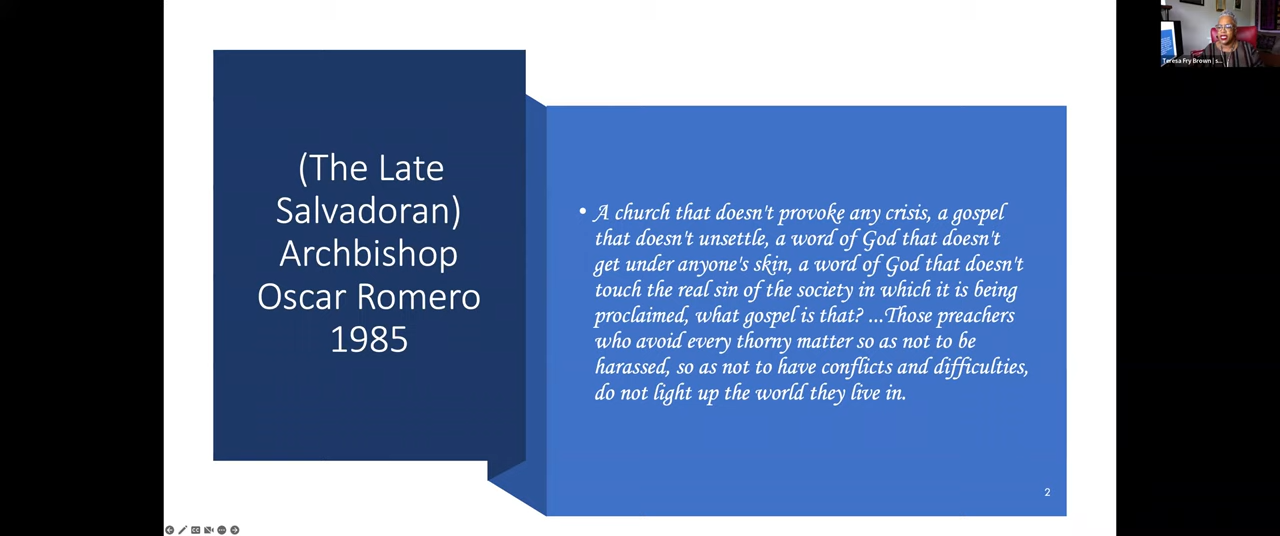 (The Late
Salvadoran)
Archbishop
Oscar Romero
1985
• A church that doesn't provoke any crisis, a gospel
that doesn't unsettle, a word of God that doesn't
get under anyone's skin, a word of God that doesn't
touch the real sin of the society in which it is being
proclaimed, what gospel is that? ...Those preachers
who avoid every thorny matter so as not to be
harassed, so as not to have conflicts and difficulties,
do not light up the world they live in.
2
Teresa Fry Brown | s...